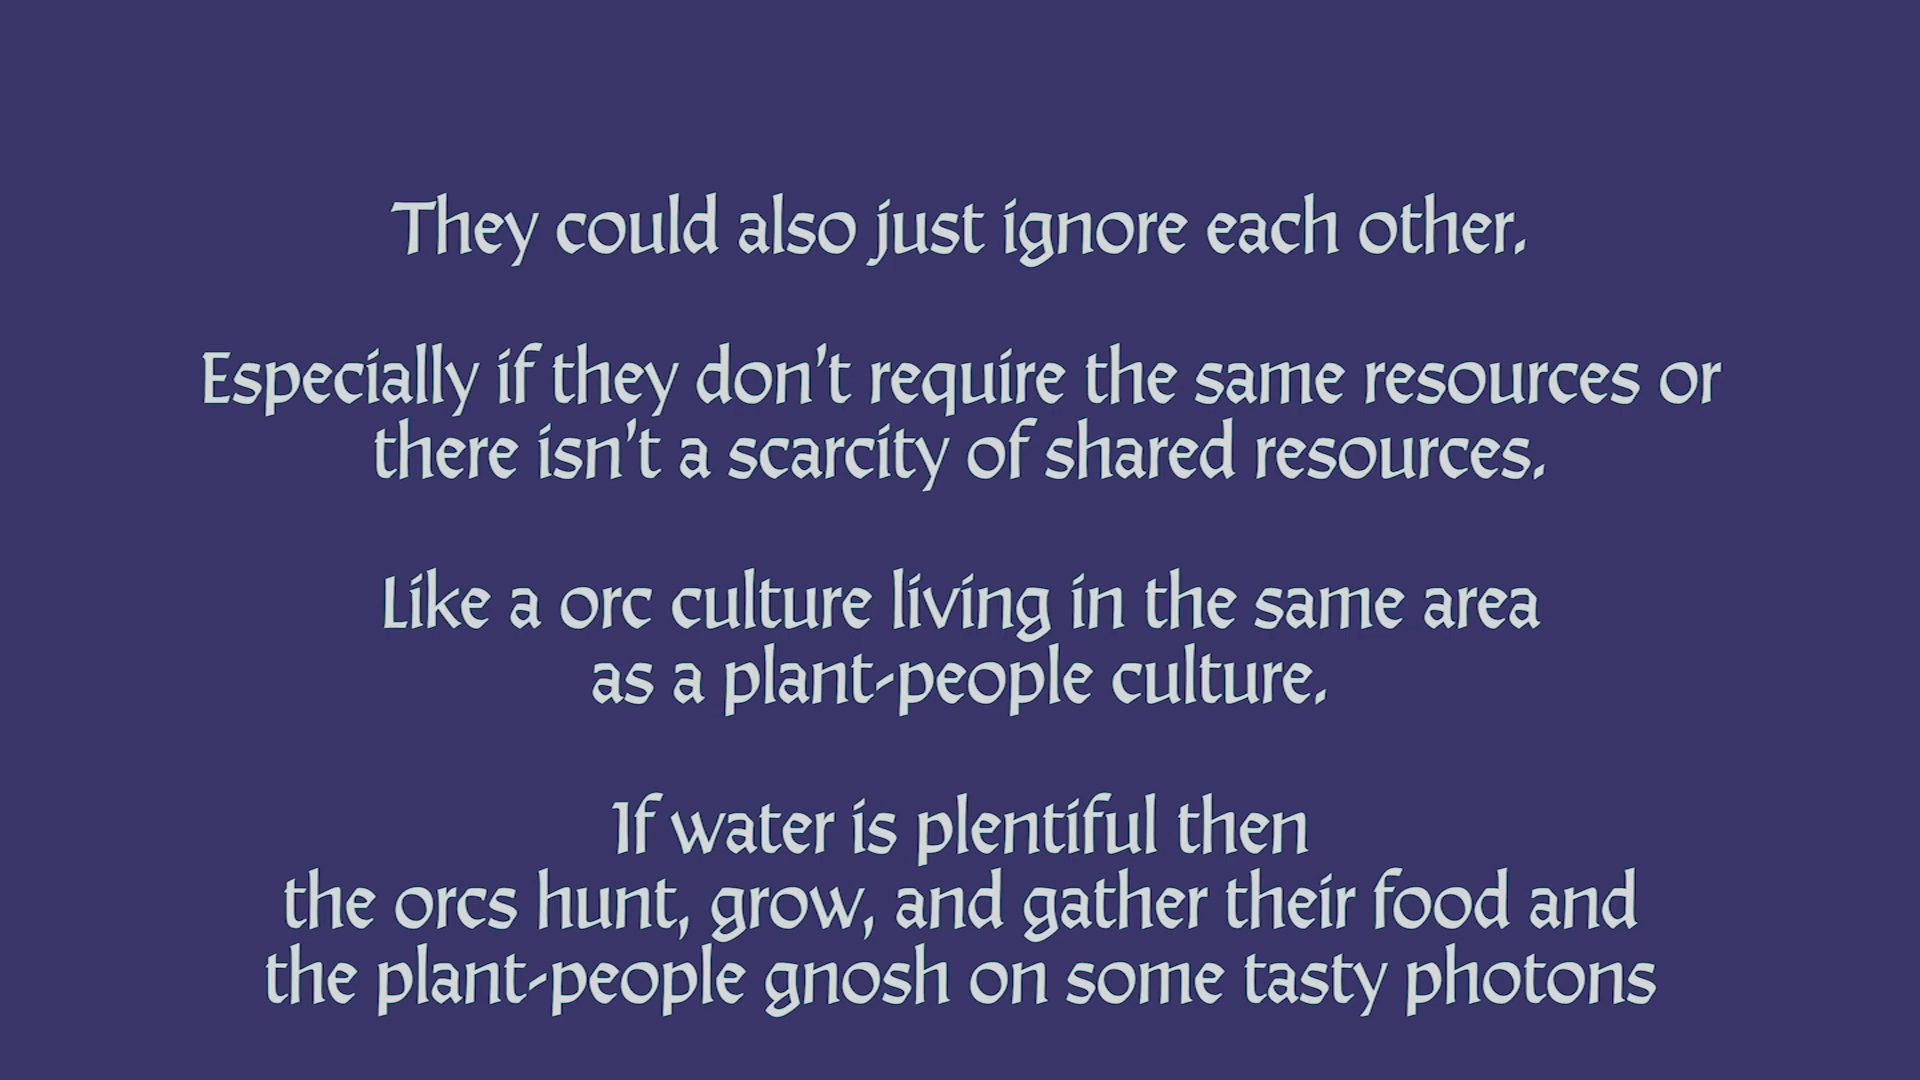 They could also just ignore each other.
Especially if they don't require the same resources or
there isn't a scarcity of shared resources.
Like a orc culture living in the same area
as a plant-people culture.
If water is plentiful then
the orcs hunt, grow, and gather their food and
the plant-people gnosh on some tasty photons